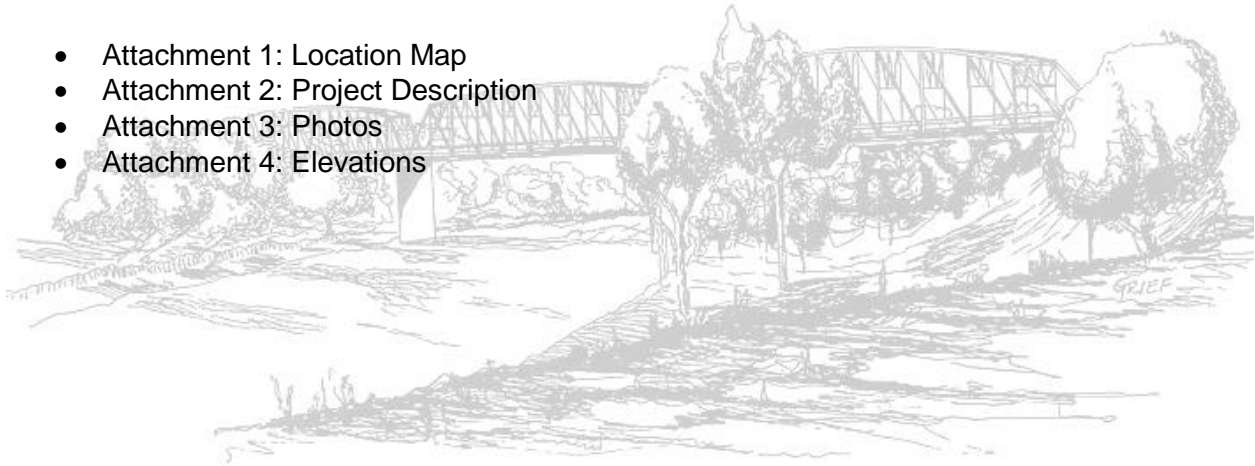 • Attachment 1: Location Map
• Attachment 2: Project Description
• Attachment 3: Photos
• Attachment 4: Elevations
GRIEF